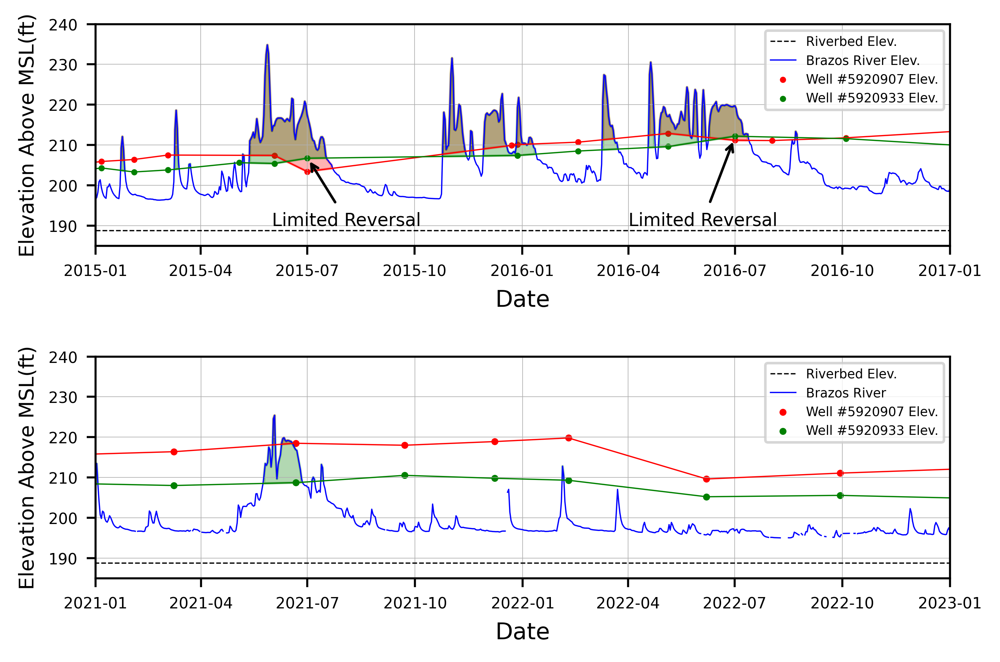 Elevation Above MSL(ft)
240
230
220
210
200
190
Riverbed Elev.
Brazos River Elev.
Well #5920907 Elev.
Well #5920933 Elev.
Limited Reversal
Limited Reversal
2015-01 2015-04 2015-07 2015-10 2016-01 2016-04 2016-07 2016-10 2017-01
Date
Elevation Above MSL(ft)
240
230
220
210
200
190
Riverbed Elev.
Brazos River
Well #5920907 Elev.
Well #5920933 Elev.
2021-01 2021-04 2021-07 2021-10 2022-01 2022-04 2022-07 2022-10 2023-01
Date